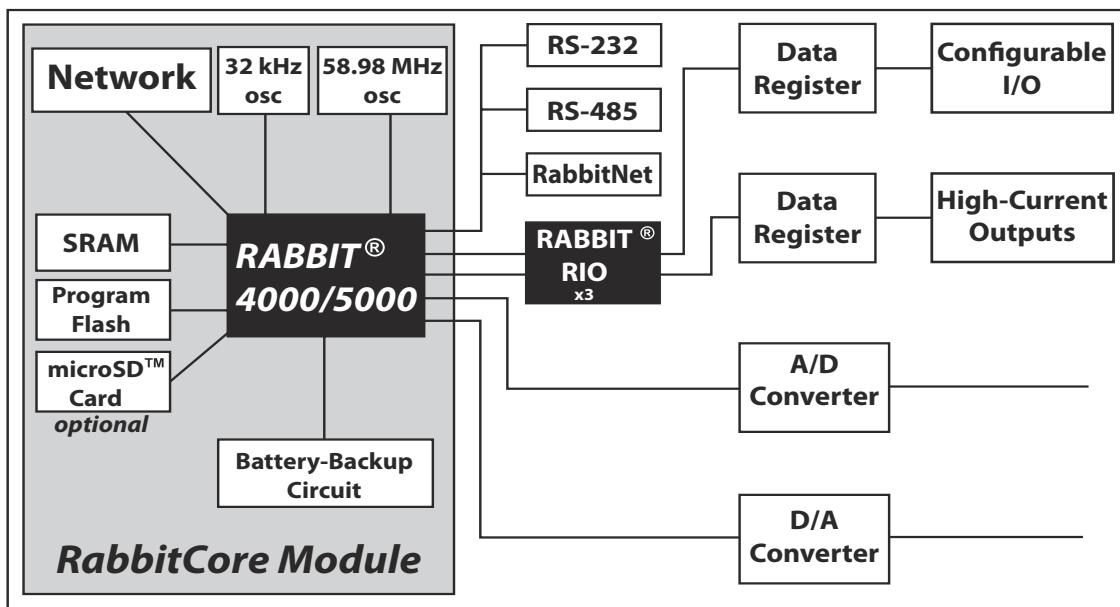 Network
32 kHz
osc
58.98 MHz
osc
SRAM
Program
Flash
microSD™
Card
optional
RABBIT®
4000/5000
Battery-Backup
Circuit
RabbitCore Module
RS-232
RS-485
RabbitNet
RABBIT®
RIO
x3
Data
Register
Configurable
I/O
Data
Register
High-Current
Outputs
A/D
Converter
D/A
Converter